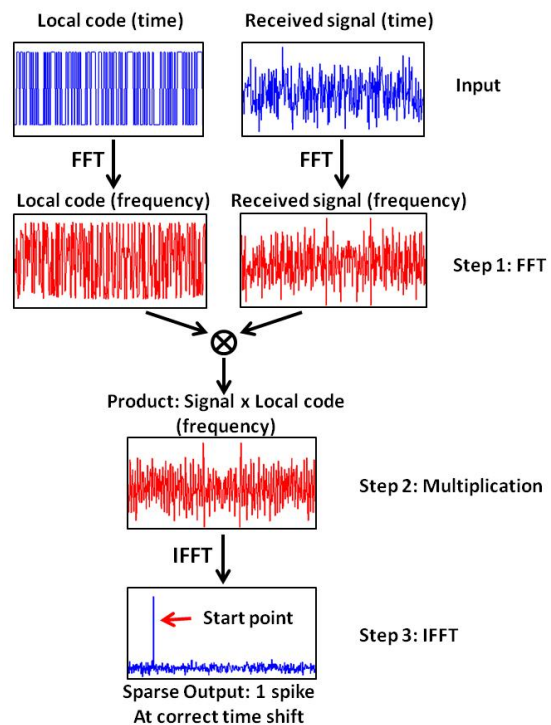 Local code (time)
Received signal (time)
Input
FFT
FFT
Local code (frequency)
Received signal (frequency)
Step 1: FFT
Product: Signal x Local code
(frequency)
Step 2: Multiplication
IFFT
Start point
Step 3: IFFT
Sparse Output: 1 spike
At correct time shift